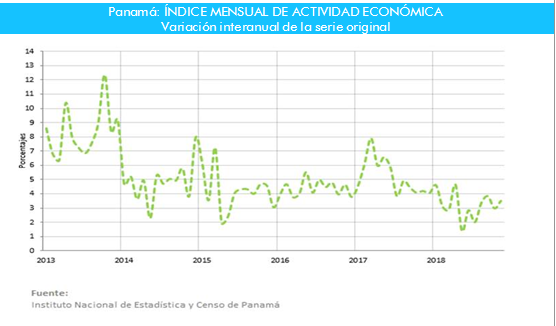 Panamá: ÍNDICE MENSUAL DE ACTIVIDAD ECONÓMICA
Variación interanual de la serie original
Porcentajes
14
13
12
11
10
9
8
7
6
5
4
3
2
1
0
2013 2014 2015 2016 2017 2018
Fuente:
Instituto Nacional de Estadística y Censo de Panamá